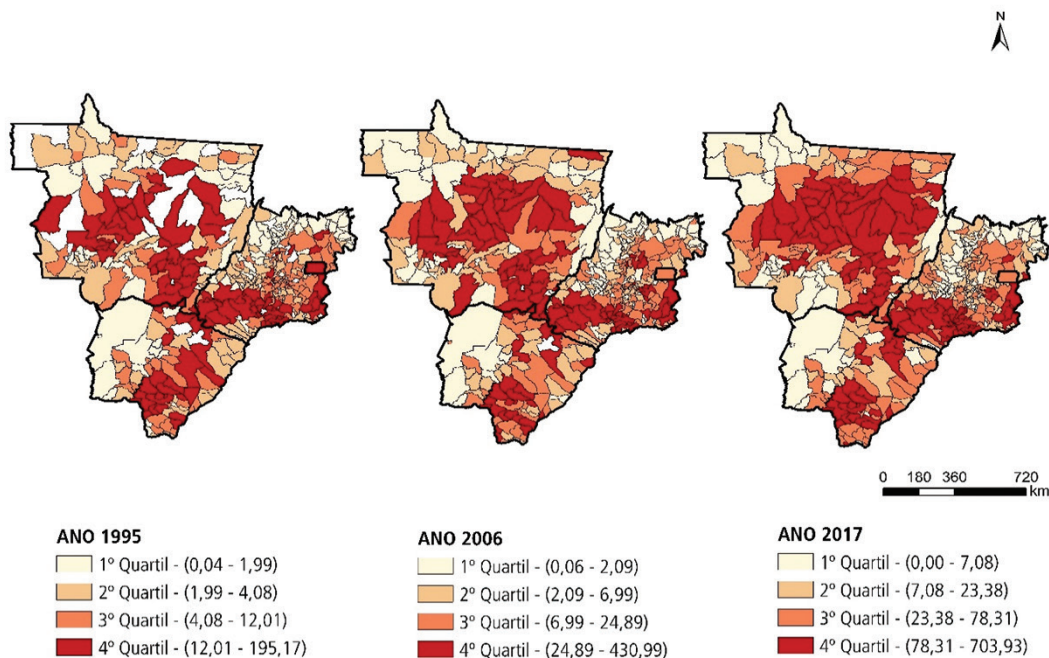 N
0 180 360 720
km
ANO 1995
1º Quartil - (0,04 - 1,99)
2º Quartil - (1,99 - 4,08)
3º Quartil - (4,08 - 12,01)
4º Quartil - (12,01 - 195,17)
ANO 2006
1º Quartil - (0,06 - 2,09)
2º Quartil - (2,09 - 6,99)
3º Quartil - (6,99 - 24,89)
4º Quartil - (24,89 - 430,99)
ANO 2017
1º Quartil - (0,00 - 7,08)
2º Quartil - (7,08 - 23,38)
3º Quartil - (23,38 - 78,31)
4º Quartil - (78,31 - 703,93)